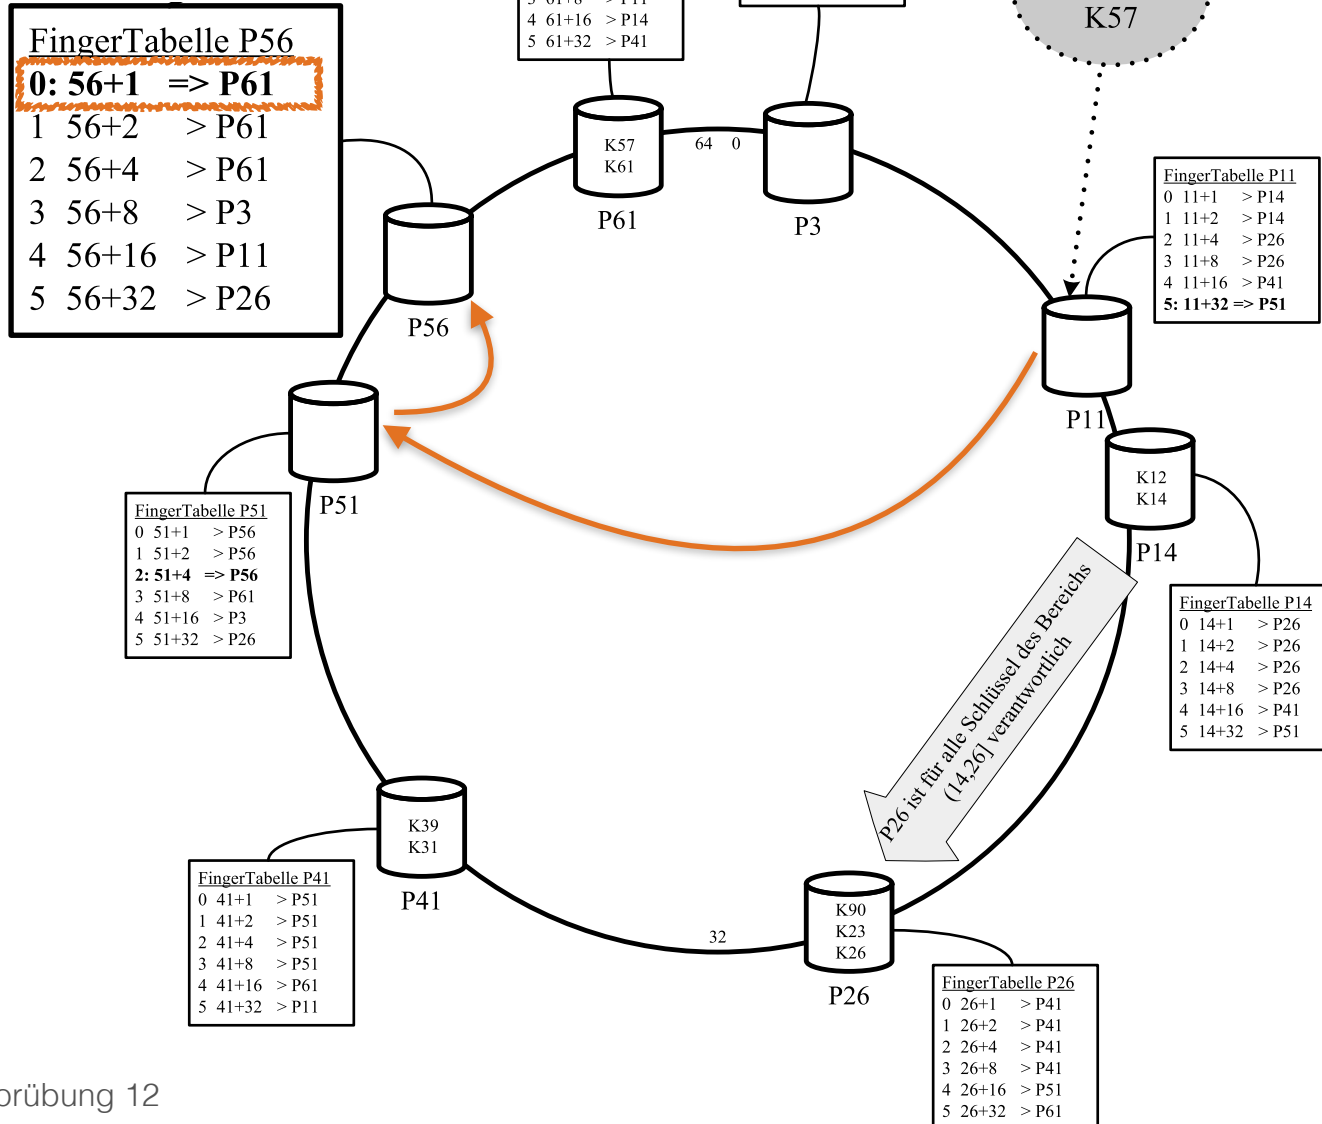 FingerTabelle P56
0: 56+1 => P61
1 56+2 > P61
2 56+4 > P61
3 56+8 > P3
4 56+16 > P11
5 56+32 > P26
4 61+16 > P14
5 61+32 > P41
K57
K57
K61
P61
64 0
P3
FingerTabelle P11
0 11+1 > P14
1 11+2 > P14
2 11+4 > P26
3 11+8 > P26
4 11+16 > P41
5: 11+32 => P51
P56
P11
K12
K14
P14
P51
FingerTabelle P51
0 51+1 > P56
1 51+2 > P56
2: 51+4 => P56
3 51+8 > P61
4 51+16 > P3
5 51+32 > P26
FingerTabelle P14
0 14+1 > P26
1 14+2 > P26
2 14+4 > P26
3 14+8 > P26
4 14+16 > P41
5 14+32 > P51
P26 ist für alle Schlüssel des Bereichs
(14,26] verantwortlich
K39
K31
P41
FingerTabelle P41
0 41+1 > P51
1 41+2 > P51
2 41+4 > P51
3 41+8 > P51
4 41+16 > P61
5 41+32 > P11
32
K90
K23
K26
P26
FingerTabelle P26
0 26+1 > P41
1 26+2 > P41
2 26+4 > P41
3 26+8 > P41
4 26+16 > P51
5 26+32 > P61
orübung 12